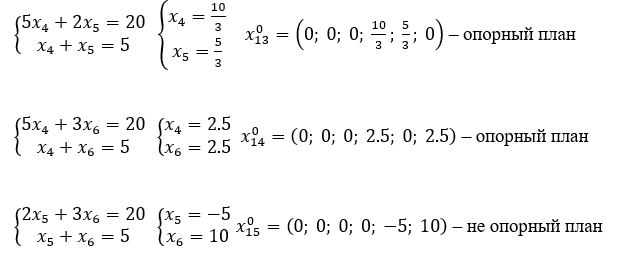 {5x₄ + 2x₅ = 20 {x₄ = 10/3 x⁰₁₃ = (0; 0; 0; 10/3; 5/3; 0) – опорный план
x₄ + x₅ = 5 x₅ = 5/3
{5x₄ + 3x₆ = 20 {x₄ = 2.5 x⁰₁₄ = (0; 0; 0; 2.5; 0; 2.5) – опорный план
x₄ + x₆ = 5 x₆ = 2.5
{2x₅ + 3x₆ = 20 {x₅ = −5 x⁰₁₅ = (0; 0; 0; 0; −5; 10) – не опорный план
x₅ + x₆ = 5 x₆ = 10